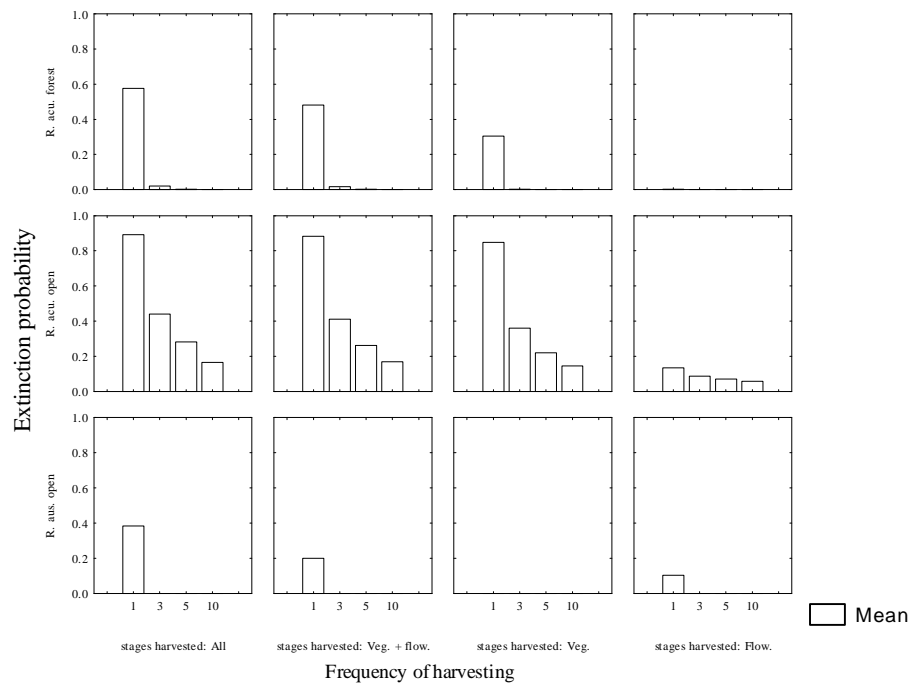 1.0
0.8
0.6
0.4
0.2
0.0
R. acu. forest
1.0
0.8
0.6
0.4
0.2
0.0
R. acu. open
Extinction probability
1.0
0.8
0.6
0.4
0.2
0.0
R. aus. open
1 3 5 10 1 3 5 10 1 3 5 10 1 3 5 10
stages harvested: All stages harvested: Veg. + flow. stages harvested: Veg. stages harvested: Flow.
Frequency of harvesting
Mean